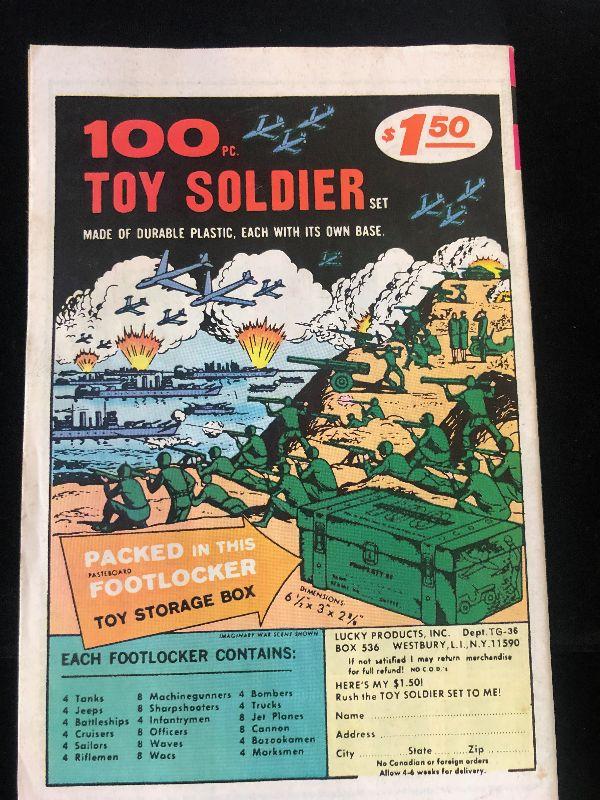 100 PC.
$1.50
TOY SOLDIER SET
MADE OF DURABLE PLASTIC, EACH WITH ITS OWN BASE.
PACKED IN THIS
PASTEBOARD
FOOTLOCKER
TOY STORAGE BOX
PROPERTY OF
DIMENSIONS:
6 1/2" x 3" x 2 3/8"
IMAGINARY WAR SCENE SHOWN
EACH FOOTLOCKER CONTAINS:
4 Tanks
4 Jeeps
4 Battleships
4 Cruisers
4 Sailors
4 Riflemen
8 Machinegunners
8 Sharpshooters
4 Infantrymen
8 Officers
8 Waves
8 Wacs
4 Bombers
4 Trucks
8 Jet Planes
8 Cannon
4 Bazookamen
4 Marksmen
LUCKY PRODUCTS, INC. Dept. TG-36
BOX 536 WESTBURY, L.I., N.Y. 11590
If not satisfied I may return merchandise
for full refund! NO C.O.D.'s
HERE'S MY $1.50!
Rush the TOY SOLDIER SET TO ME!
Name
Address
City State Zip
No Canadian or foreign orders
Allow 4-6 weeks for delivery.